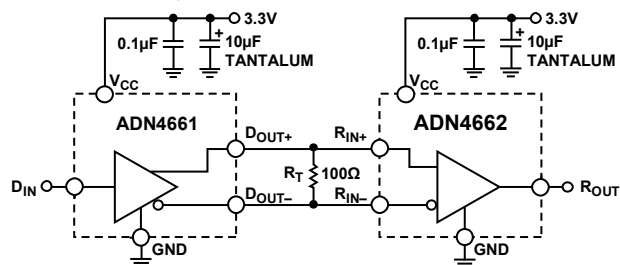 3.3V
0.1µF
+
10µF
TANTALUM
VCC
ADN4661
DIN
DOUT+
DOUT−
GND
RT
100Ω
3.3V
0.1µF
+
10µF
TANTALUM
VCC
RIN+
RIN−
ADN4662
ROUT
GND